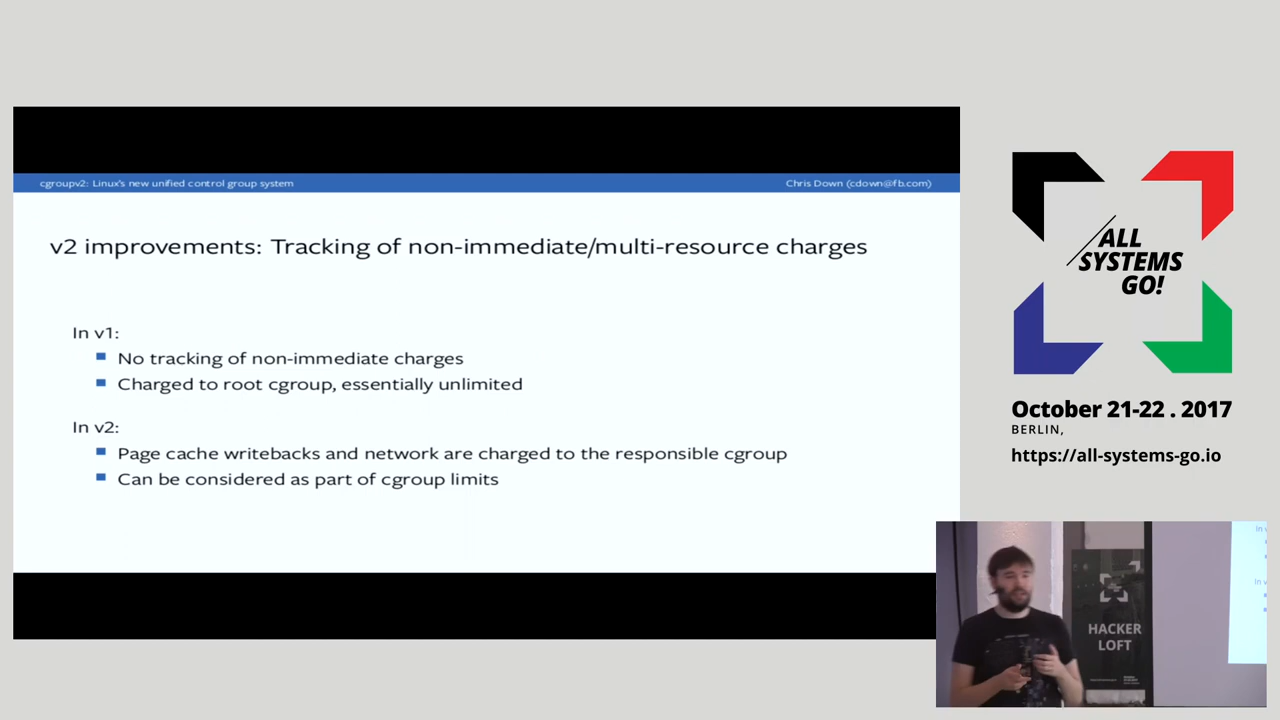 cgroupv2: Linux's new unified control group system
Chris Down (cdown@fb.com)
v2 improvements: Tracking of non-immediate/multi-resource charges
In v1:
No tracking of non-immediate charges
Charged to root cgroup, essentially unlimited
In v2:
Page cache writebacks and network are charged to the responsible cgroup
Can be considered as part of cgroup limits
ALL
SYSTEMS
GO!
October 21-22 . 2017
BERLIN,
https://all-systems-go.io
HACKER
LOFT